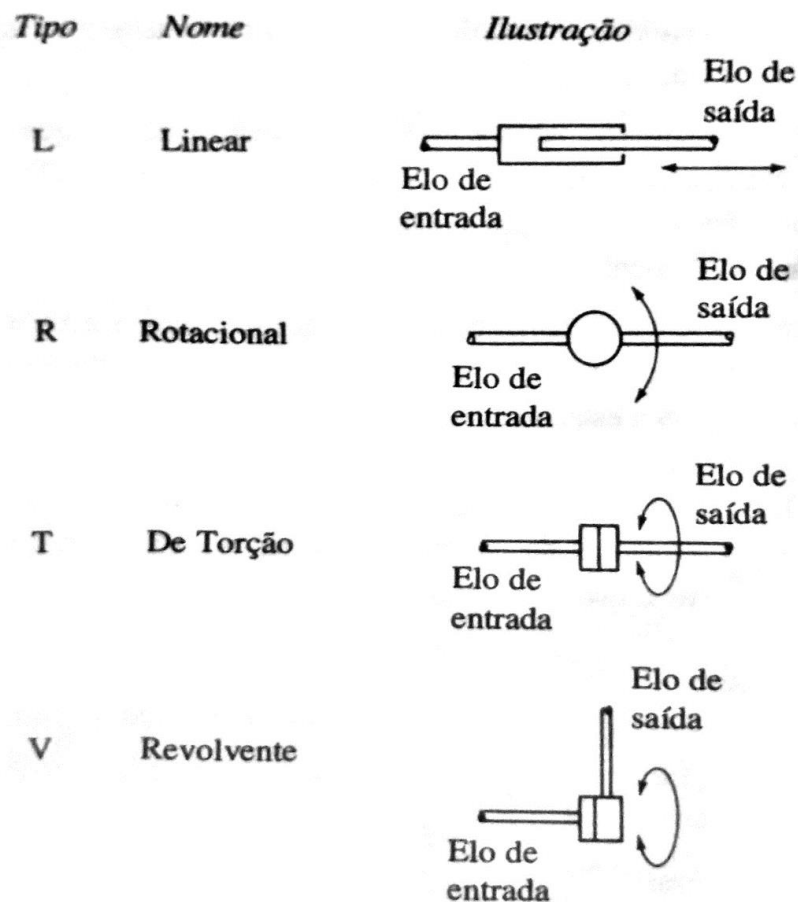 Tipo Nome Ilustração
Elo de
saída
L Linear
Elo de
entrada
Elo de
saída
R Rotacional
Elo de
entrada
Elo de
saída
T De Torção
Elo de
entrada
Elo de
saída
V Revolvente
Elo de
entrada